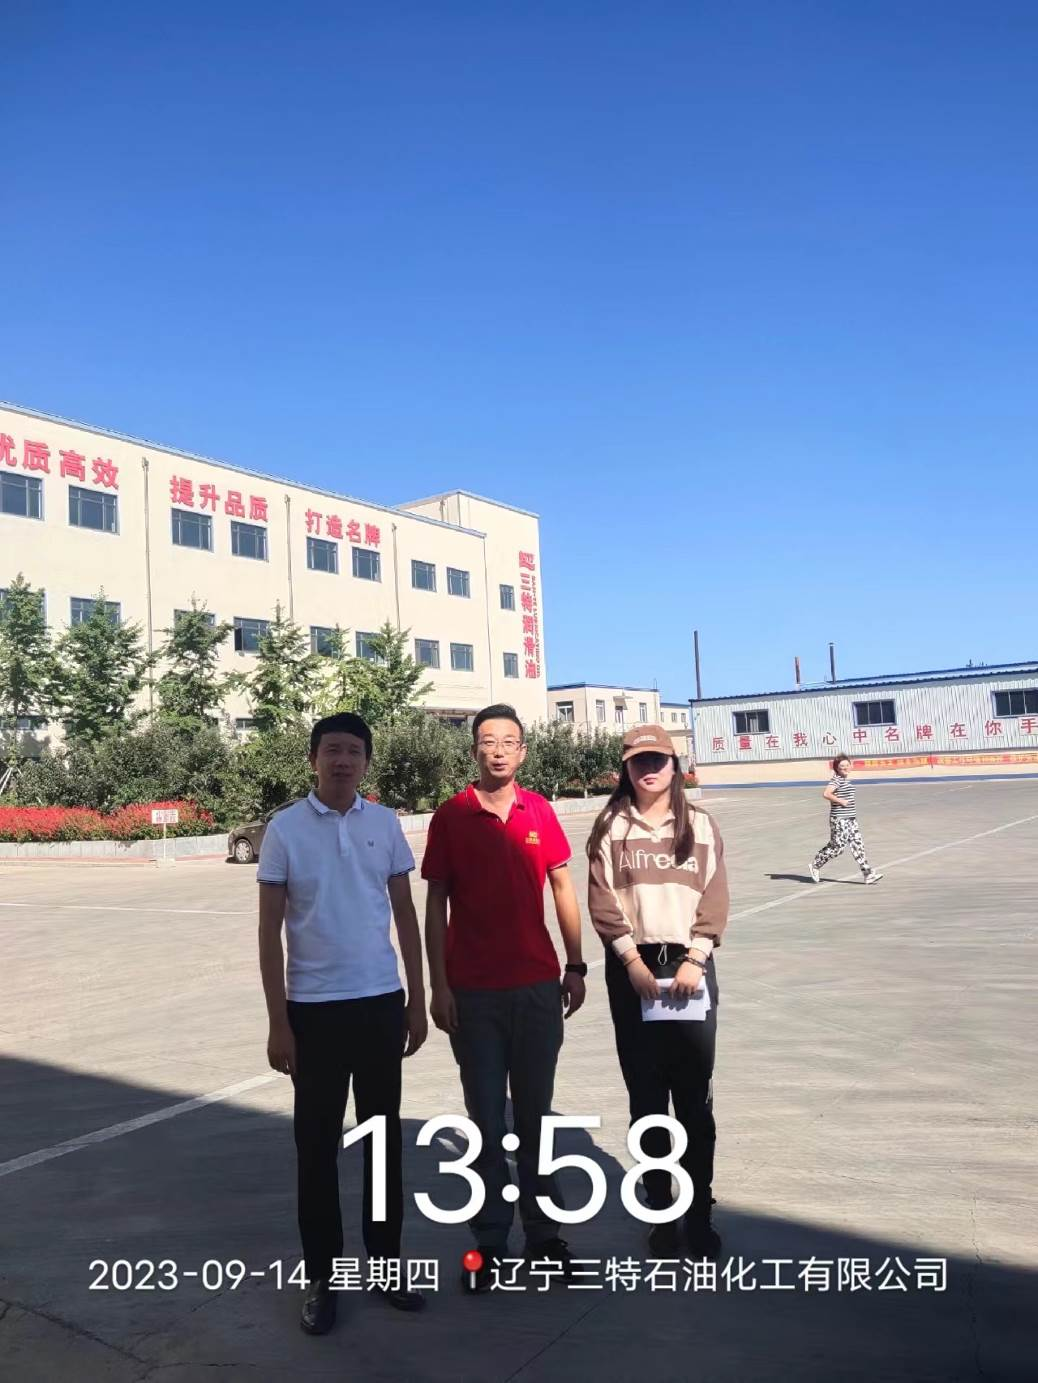 优质高效
提升品质
打造名牌
三特润滑油
质量在我心中名牌在你手
Alfreda
13:58
2023-09-14 星期四 辽宁三特石油化工有限公司